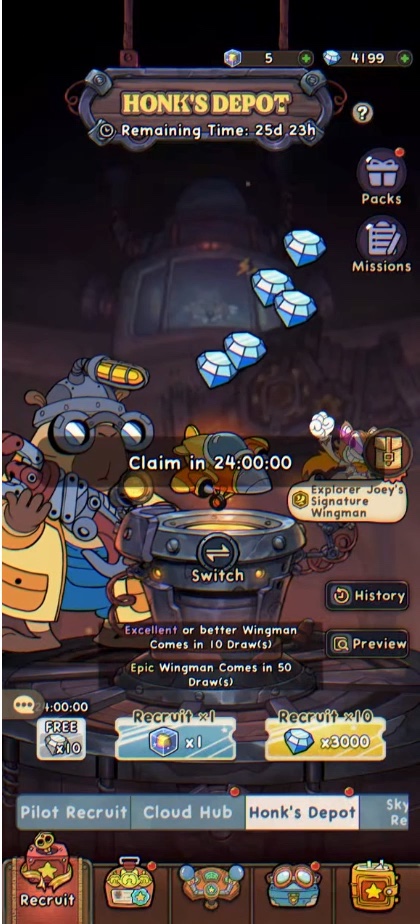 5
4199
HONK'S DEPOT
Remaining Time: 25d 23h
?
Packs
Missions
Claim in 24:00:00
Explorer Joey's
Signature
Wingman
Switch
History
Excellent or better Wingman
Comes in 10 Draw(s)
Preview
Epic Wingman Comes in 50
Draw(s)
4:00:00
FREE
x10
Recruit x1
x1
Recruit x10
x3000
Pilot Recruit
Cloud Hub
Honk's Depot
Sky
Re
Recruit